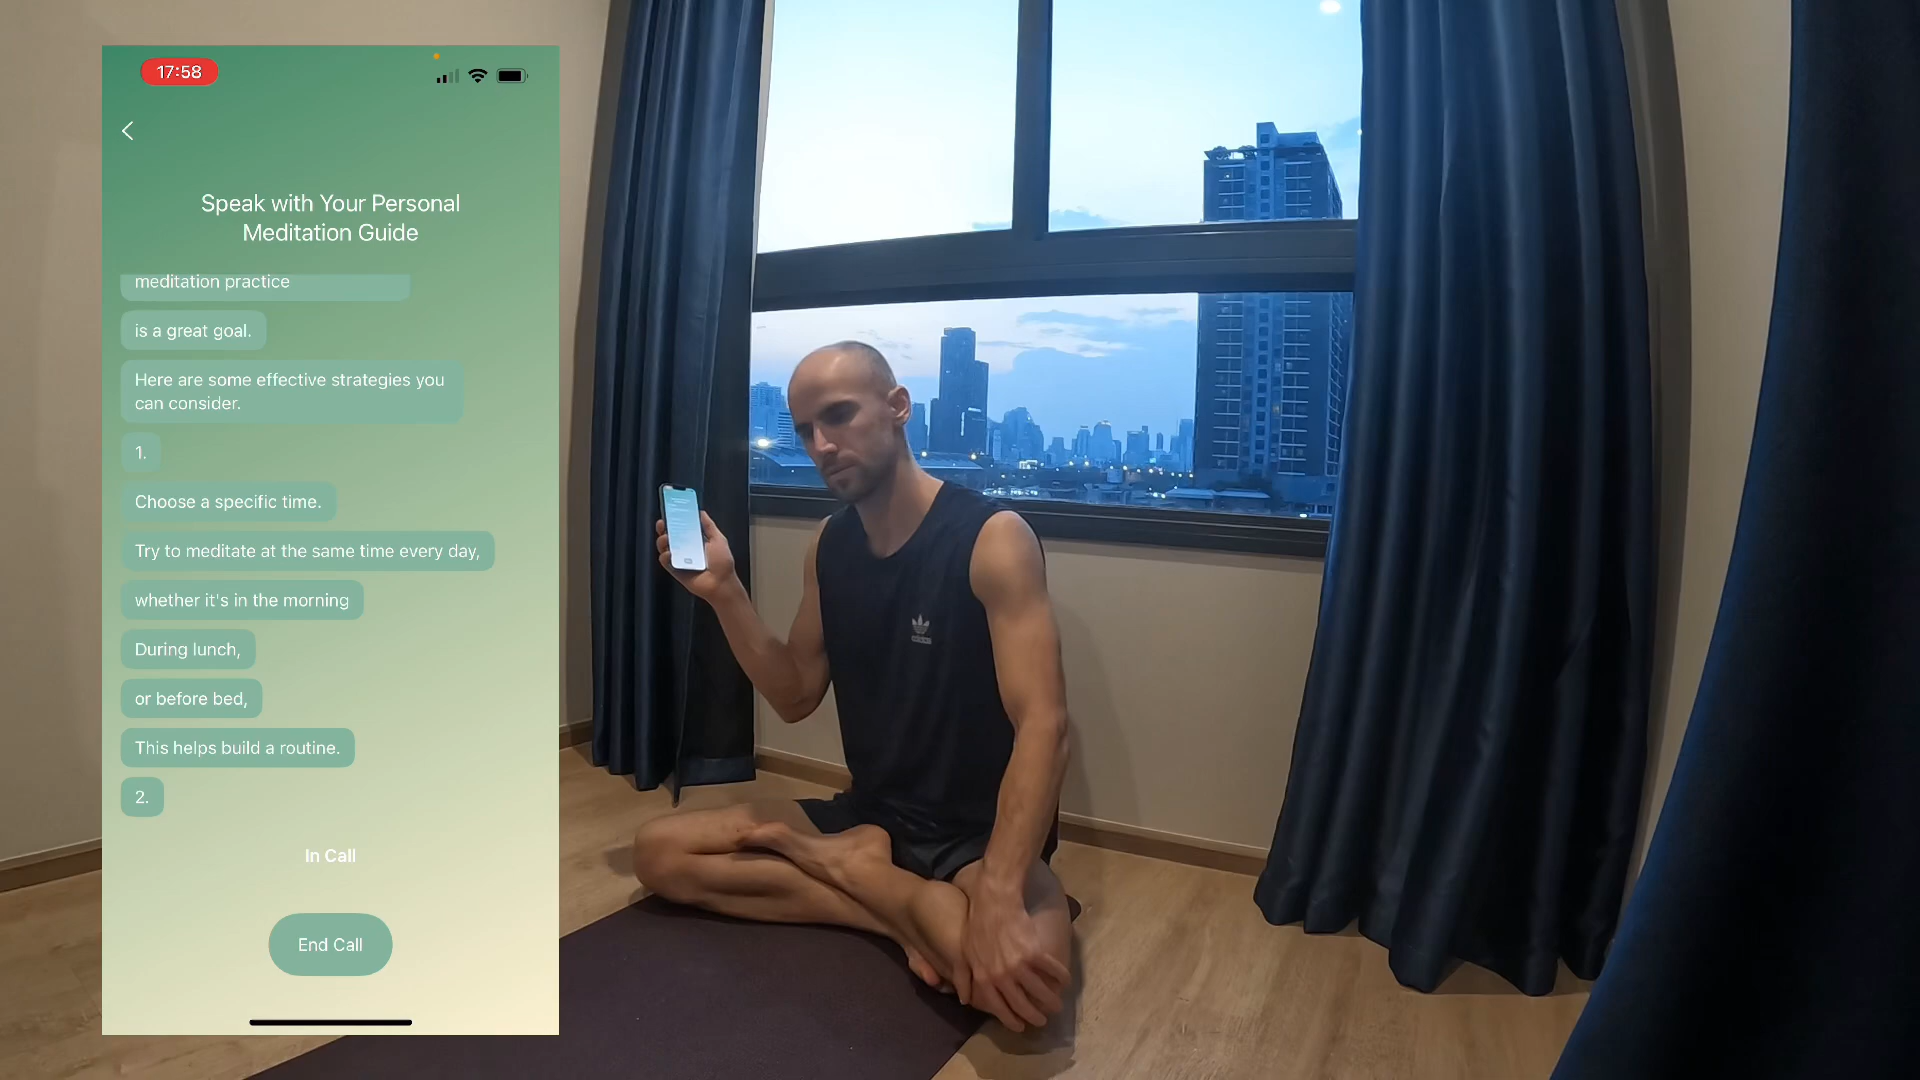 17:58
Speak with Your Personal
Meditation Guide
meditation practice
is a great goal.
Here are some effective strategies you
can consider.
1.
Choose a specific time.
Try to meditate at the same time every day,
whether it's in the morning
During lunch,
or before bed,
This helps build a routine.
2.
In Call
End Call